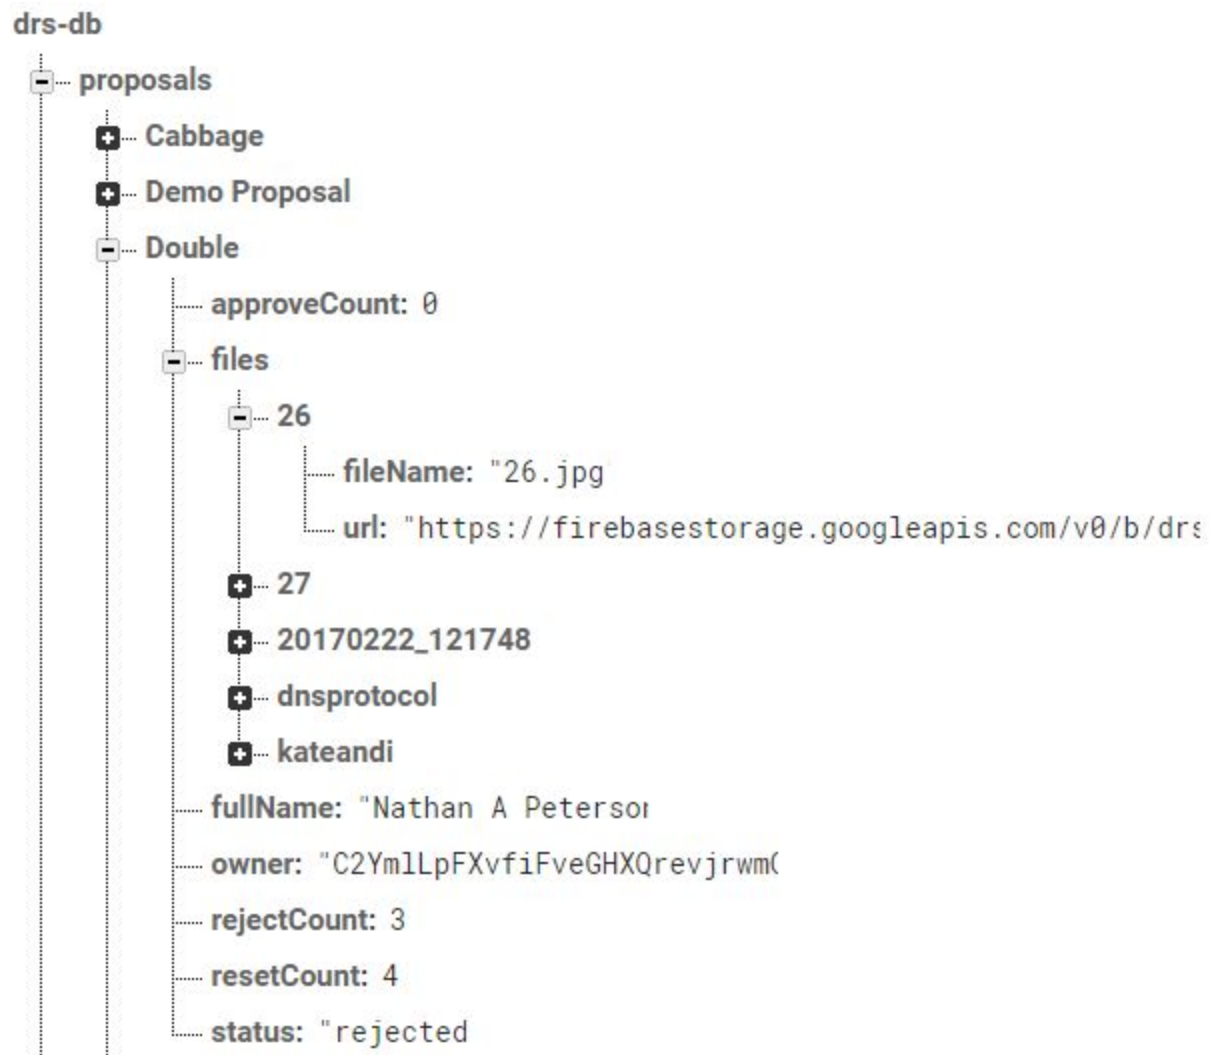 drs-db
proposals
Cabbage
Demo Proposal
Double
approveCount: 0
files
26
fileName: "26.jpg
url: "https://firebasestorage.googleapis.com/v0/b/drs
27
20170222_121748
dnsprotocol
kateandi
fullName: "Nathan A Peterson
owner: "C2YmlLpFXvfiFveGHXQrevjrwm
rejectCount: 3
resetCount: 4
status: "rejected